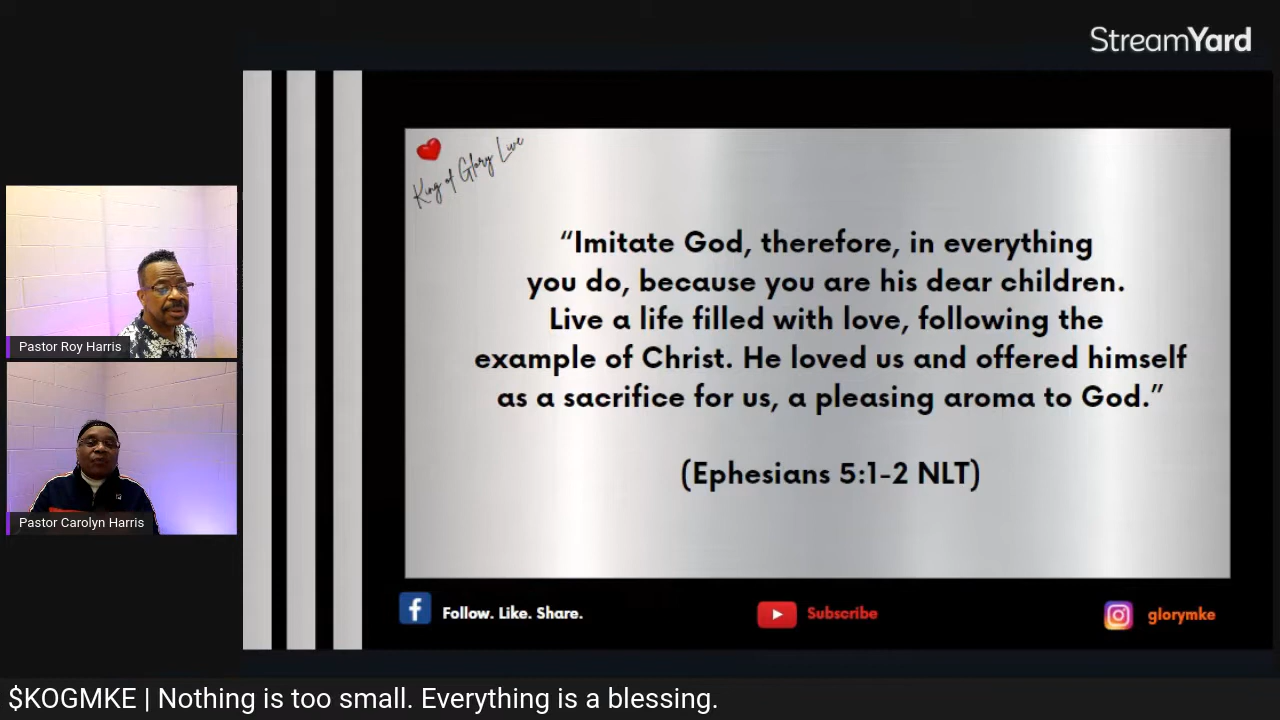 StreamYard
King of Glory Live
“Imitate God, therefore, in everything
you do, because you are his dear children.
Live a life filled with love, following the
example of Christ. He loved us and offered himself
as a sacrifice for us, a pleasing aroma to God.”
(Ephesians 5:1-2 NLT)
Pastor Roy Harris
Pastor Carolyn Harris
Follow. Like. Share.
Subscribe
glorymke
$KOGMKE | Nothing is too small. Everything is a blessing.